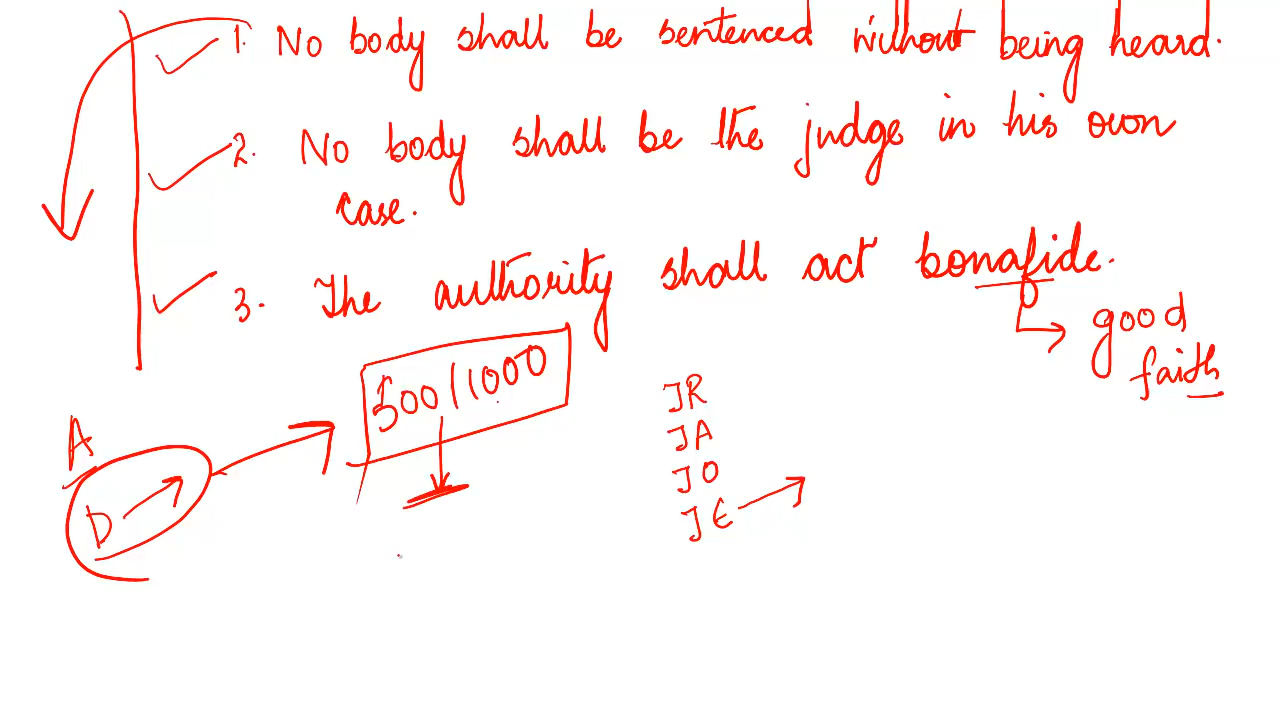 1. No body shall be sentenced without being heard.
2. No body shall be the judge in his own
case.
3. The authority shall act bonafide.
good
faith
500/1000
A
D
JR
JA
JO
JE